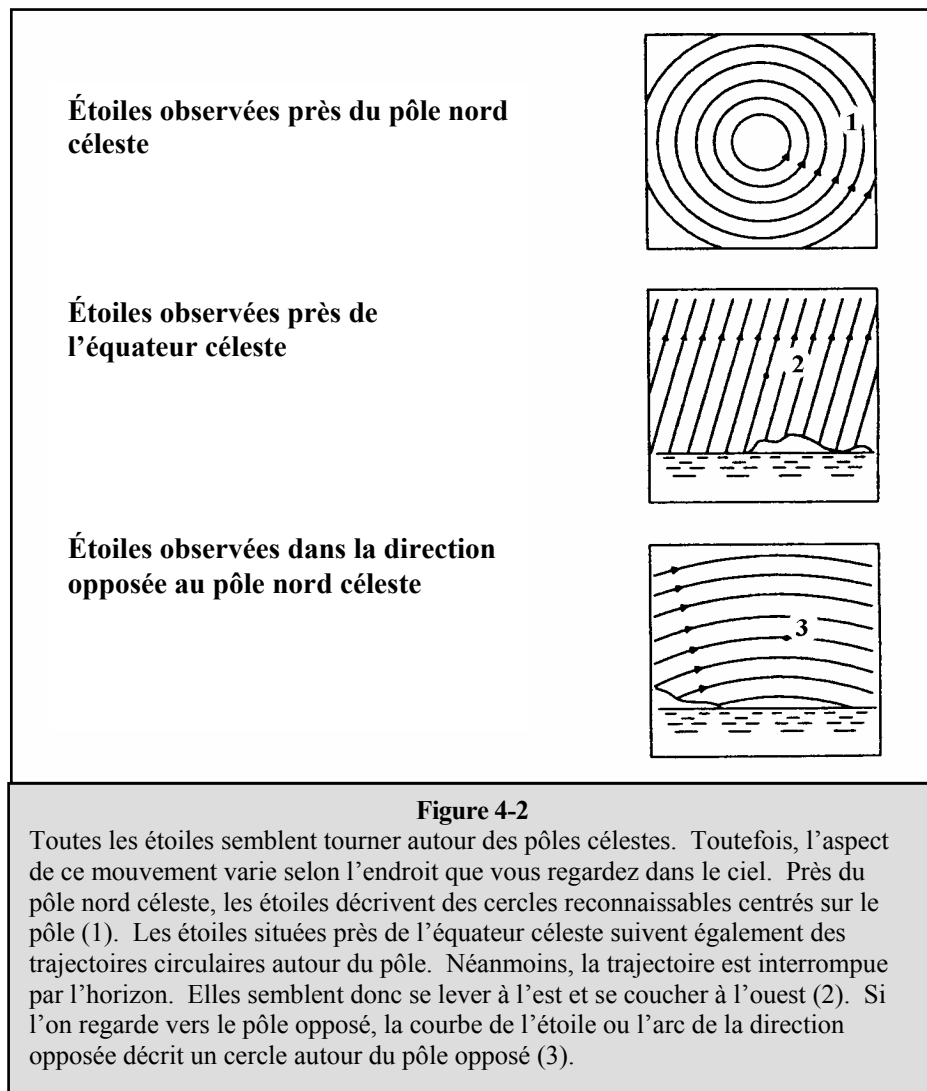 Étoiles observées près du pôle nord
céleste
1
Étoiles observées près de
l'équateur céleste
2
Étoiles observées dans la direction
opposée au pôle nord céleste
3
Figure 4-2
Toutes les étoiles semblent tourner autour des pôles célestes. Toutefois, l'aspect
de ce mouvement varie selon l'endroit que vous regardez dans le ciel. Près du
pôle nord céleste, les étoiles décrivent des cercles reconnaissables centrés sur le
pôle (1). Les étoiles situées près de l'équateur céleste suivent également des
trajectoires circulaires autour du pôle. Néanmoins, la trajectoire est interrompue
par l'horizon. Elles semblent donc se lever à l'est et se coucher à l'ouest (2). Si
l'on regarde vers le pôle opposé, la courbe de l'étoile ou l'arc de la direction
opposée décrit un cercle autour du pôle opposé (3).